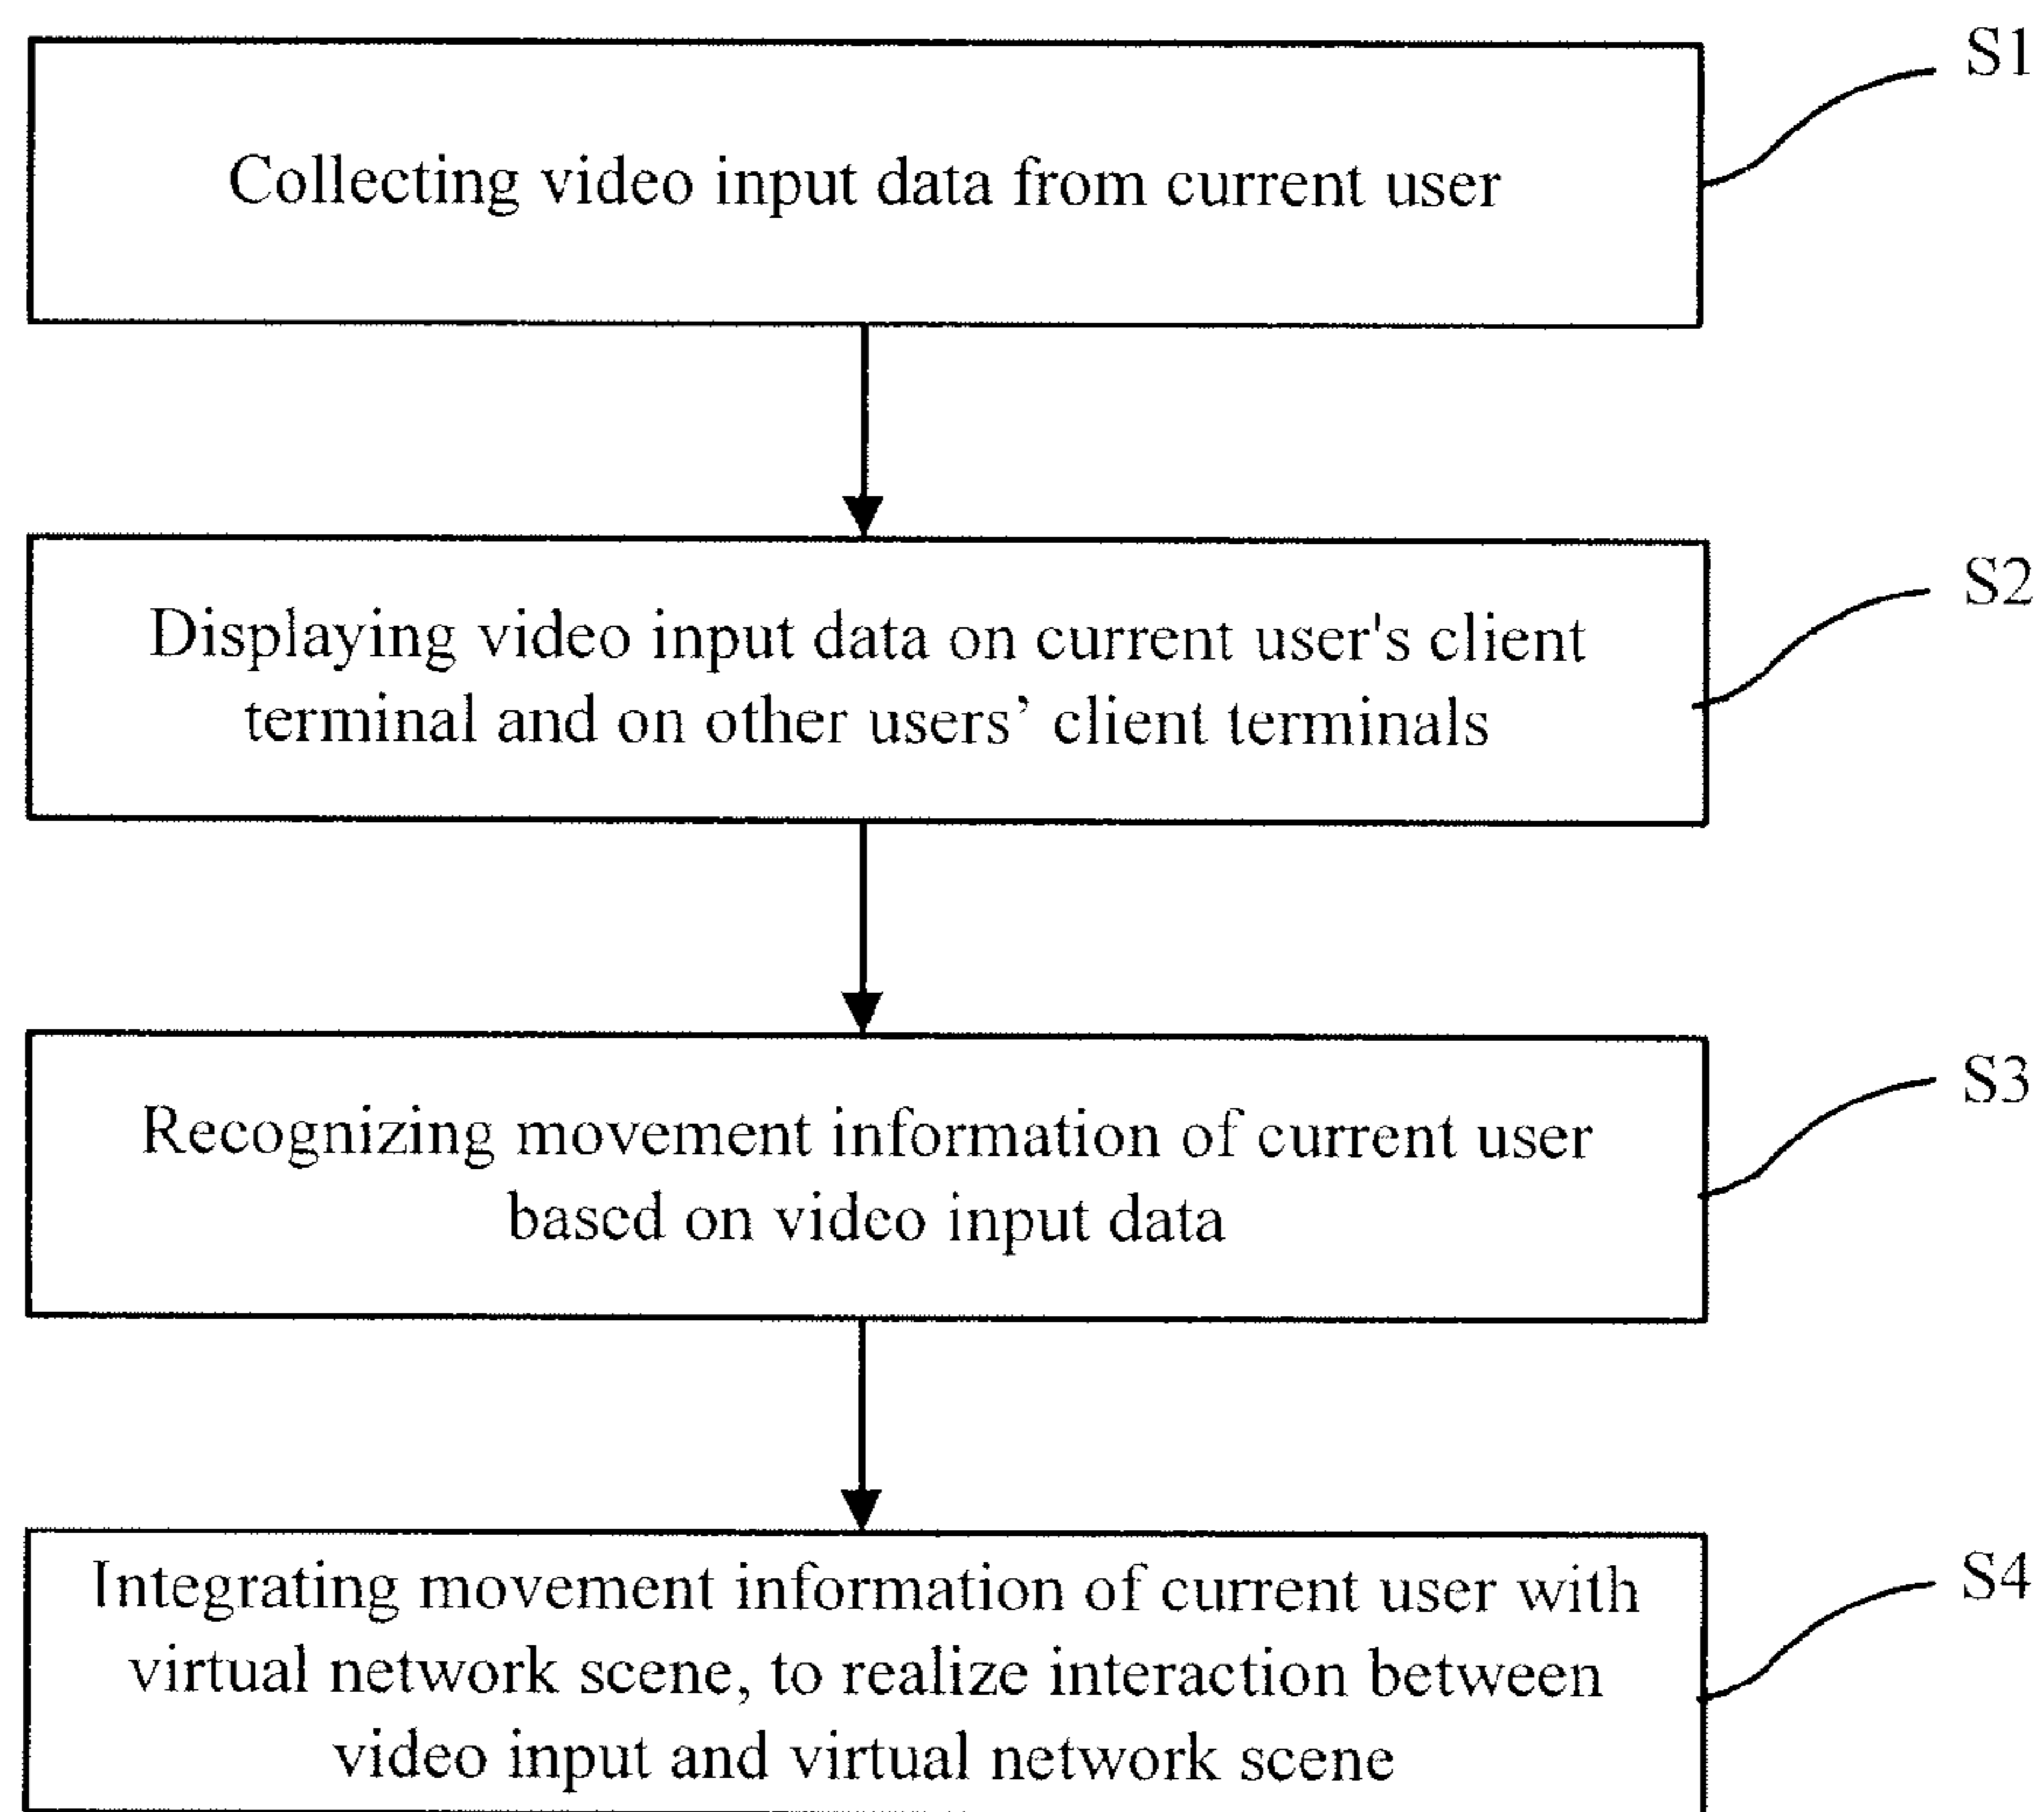 S1
Collecting video input data from current user
S2
Displaying video input data on current user's client
terminal and on other users’ client terminals
S3
Recognizing movement information of current user
based on video input data
S4
Integrating movement information of current user with
virtual network scene, to realize interaction between
video input and virtual network scene